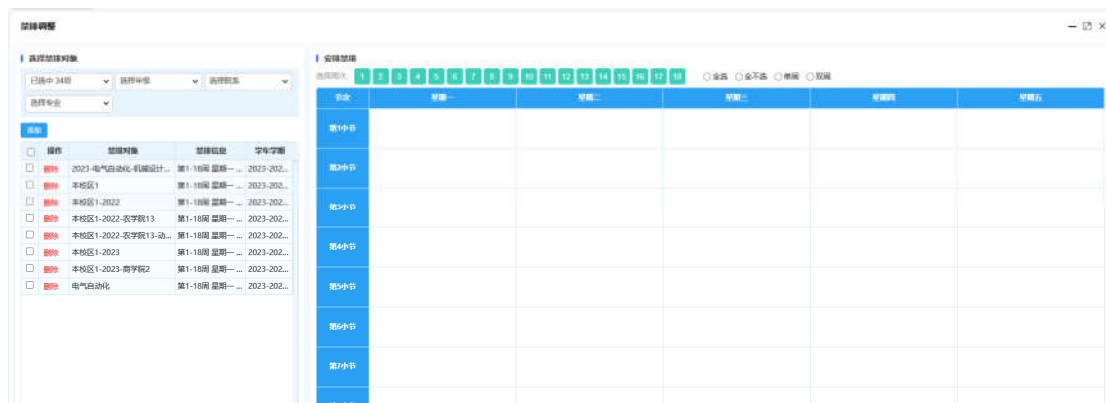 禁排调整
选择禁排对象
已选中 34项 选择年级 选择院系
选择专业
添加
操作 禁排对象 禁排信息 学年学期
删除 2023-电气自动化-机械设计... 第1-18周 星期一 ... 2023-202...
删除 本校区1 第1-18周 星期一 ... 2023-202...
删除 本校区1-2022 第1-18周 星期一 ... 2023-202...
删除 本校区1-2022-农学院13 第1-18周 星期一 ... 2023-202...
删除 本校区1-2022-农学院13-动... 第1-18周 星期一 ... 2023-202...
删除 本校区1-2023 第1-18周 星期一 ... 2023-202...
删除 本校区1-2023-商学院2 第1-18周 星期一 ... 2023-202...
删除 电气自动化 第1-18周 星期一 ... 2023-202...
安排禁排
选择周次 1 2 3 4 5 6 7 8 9 10 11 12 13 14 15 16 17 18 全选 全不选 单周 双周
节次 星期一 星期二 星期三 星期四 星期五
第1小节
第2小节
第3小节
第4小节
第5小节
第6小节
第7小节